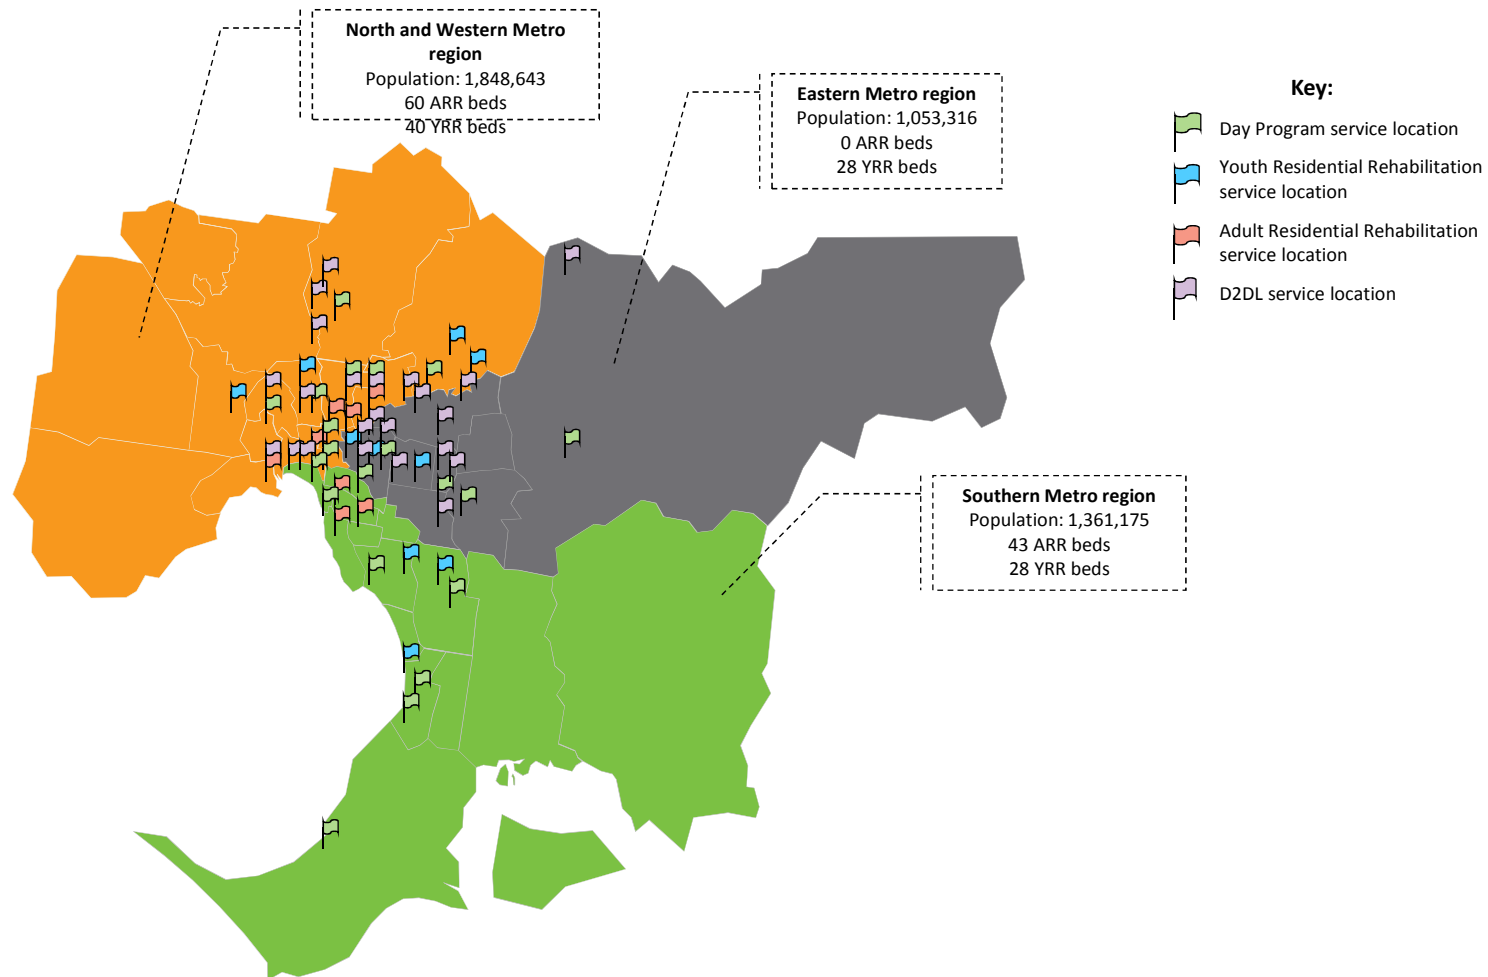 North and Western Metro
region
Population: 1,848,643
60 ARR beds
40 YRR beds
Eastern Metro region
Population: 1,053,316
0 ARR beds
28 YRR beds
Key:
Day Program service location
Youth Residential Rehabilitation
service location
Adult Residential Rehabilitation
service location
D2DL service location
Southern Metro region
Population: 1,361,175
43 ARR beds
28 YRR beds